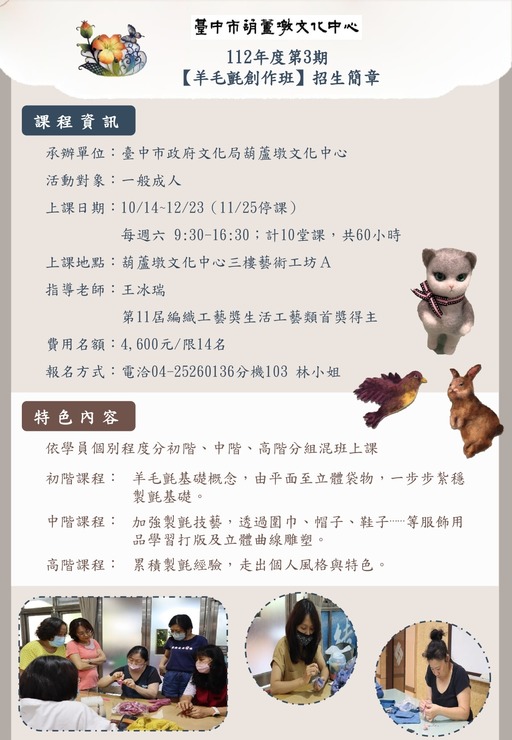 臺中市葫蘆墩文化中心
112年度第3期
【羊毛氈創作班】招生簡章
課程資訊
承辦單位：臺中市政府文化局葫蘆墩文化中心
活動對象：一般成人
上課日期：10/14~12/23（11/25停課）
每週六 9:30-16:30；計10堂課，共60小時
上課地點：葫蘆墩文化中心三樓藝術工坊A
指導老師：王冰瑞
第11屆編織工藝獎生活工藝類首獎得主
費用名額：4,600元/限14名
報名方式：電洽04-25260136分機103 林小姐
特色內容
依學員個別程度分初階、中階、高階分組混班上課
初階課程： 羊毛氈基礎概念，由平面至立體袋物，一步步紮穩
製氈基礎。
中階課程： 加強製氈技藝，透過圍巾、帽子、鞋子……等服飾用
品學習打版及立體曲線雕塑。
高階課程： 累積製氈經驗，走出個人風格與特色。